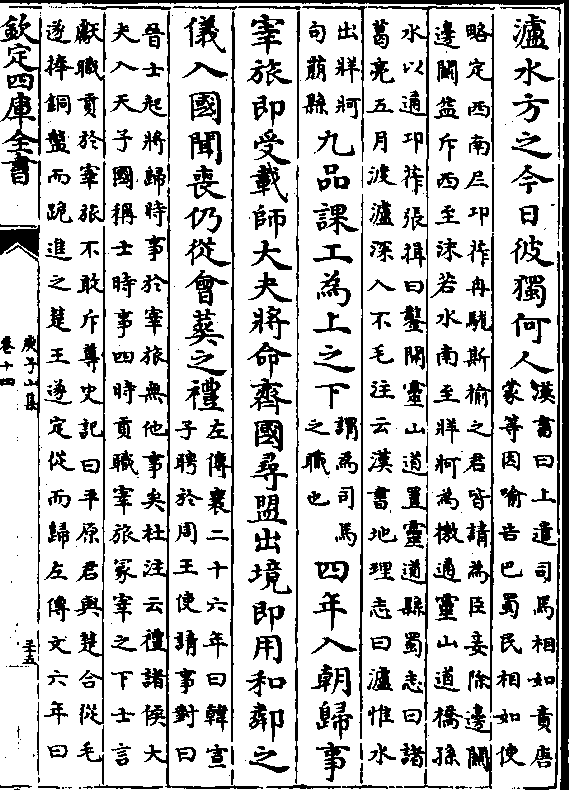 瀘水方之今日彼獨何人
漢書曰上遣司馬相如責唐
蒙等因喻告巴蜀民相如使
略定西南尸邛莋冉駹斯榆之君皆請為臣妾除邊關
邊關益斥西至沬若水南至牂牁為檄通靈山道橋孫
水以通邛莋張揖曰鑿開靈山道置靈道縣蜀志曰諸
葛亮五月渡瀘深入不毛注云漢書地理志曰瀘惟水
出牂牁
句縣
九品課工為上之下
謂為司馬
之職也
四年入朝歸事
宰旅即受載師大夫將命齊國尋盟出境即用和鄰之
儀入國聞喪仍從會葬之禮
左傳襄二十六年曰韓宣
子聘於周王使請事對曰
晉士起將歸時事於宰旅無他事矣杜注云禮諸侯大
夫入天子國稱士時事四時貢職宰旅冢宰之下士言
獻職貢於宰旅不敢斥尊史記曰平原君與楚合從毛
遂捧銅盤而跪進之楚王遂定從而歸左傳文六年曰
欽定四庫全書
庾子山集
卷十四
三十五